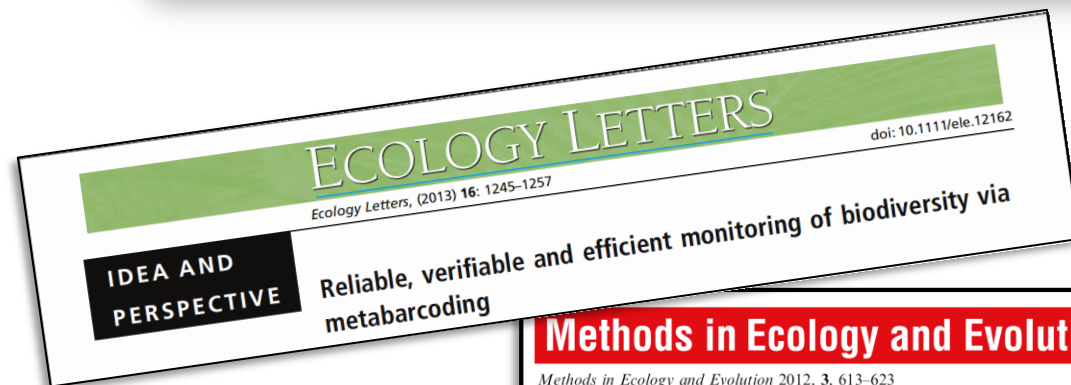 ECOLOGY LETTERS
Ecology Letters, (2013) 16: 1245–1257
doi: 10.1111/ele.12162
IDEA AND
PERSPECTIVE
Reliable, verifiable and efficient monitoring of biodiversity via
metabarcoding
Methods in Ecology and Evolut
Methods in Ecology and Evolution 2012, 3, 613–623